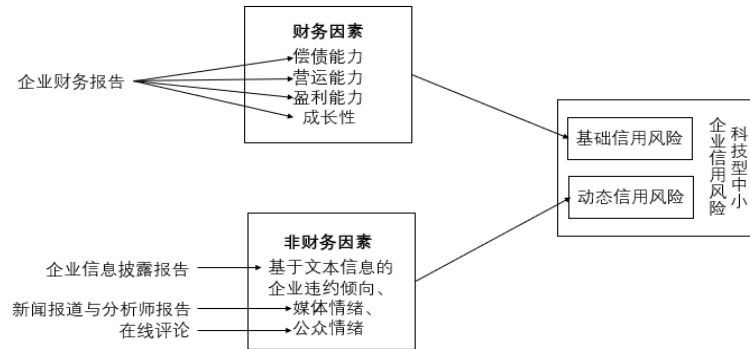 财务因素
偿债能力
营运能力
盈利能力
成长性
企业财务报告
基础信用风险
动态信用风险
科技型中小
企业信用风险
非财务因素
基于文本信息的
企业违约倾向、
媒体情绪、
公众情绪
企业信息披露报告
新闻报道与分析师报告
在线评论